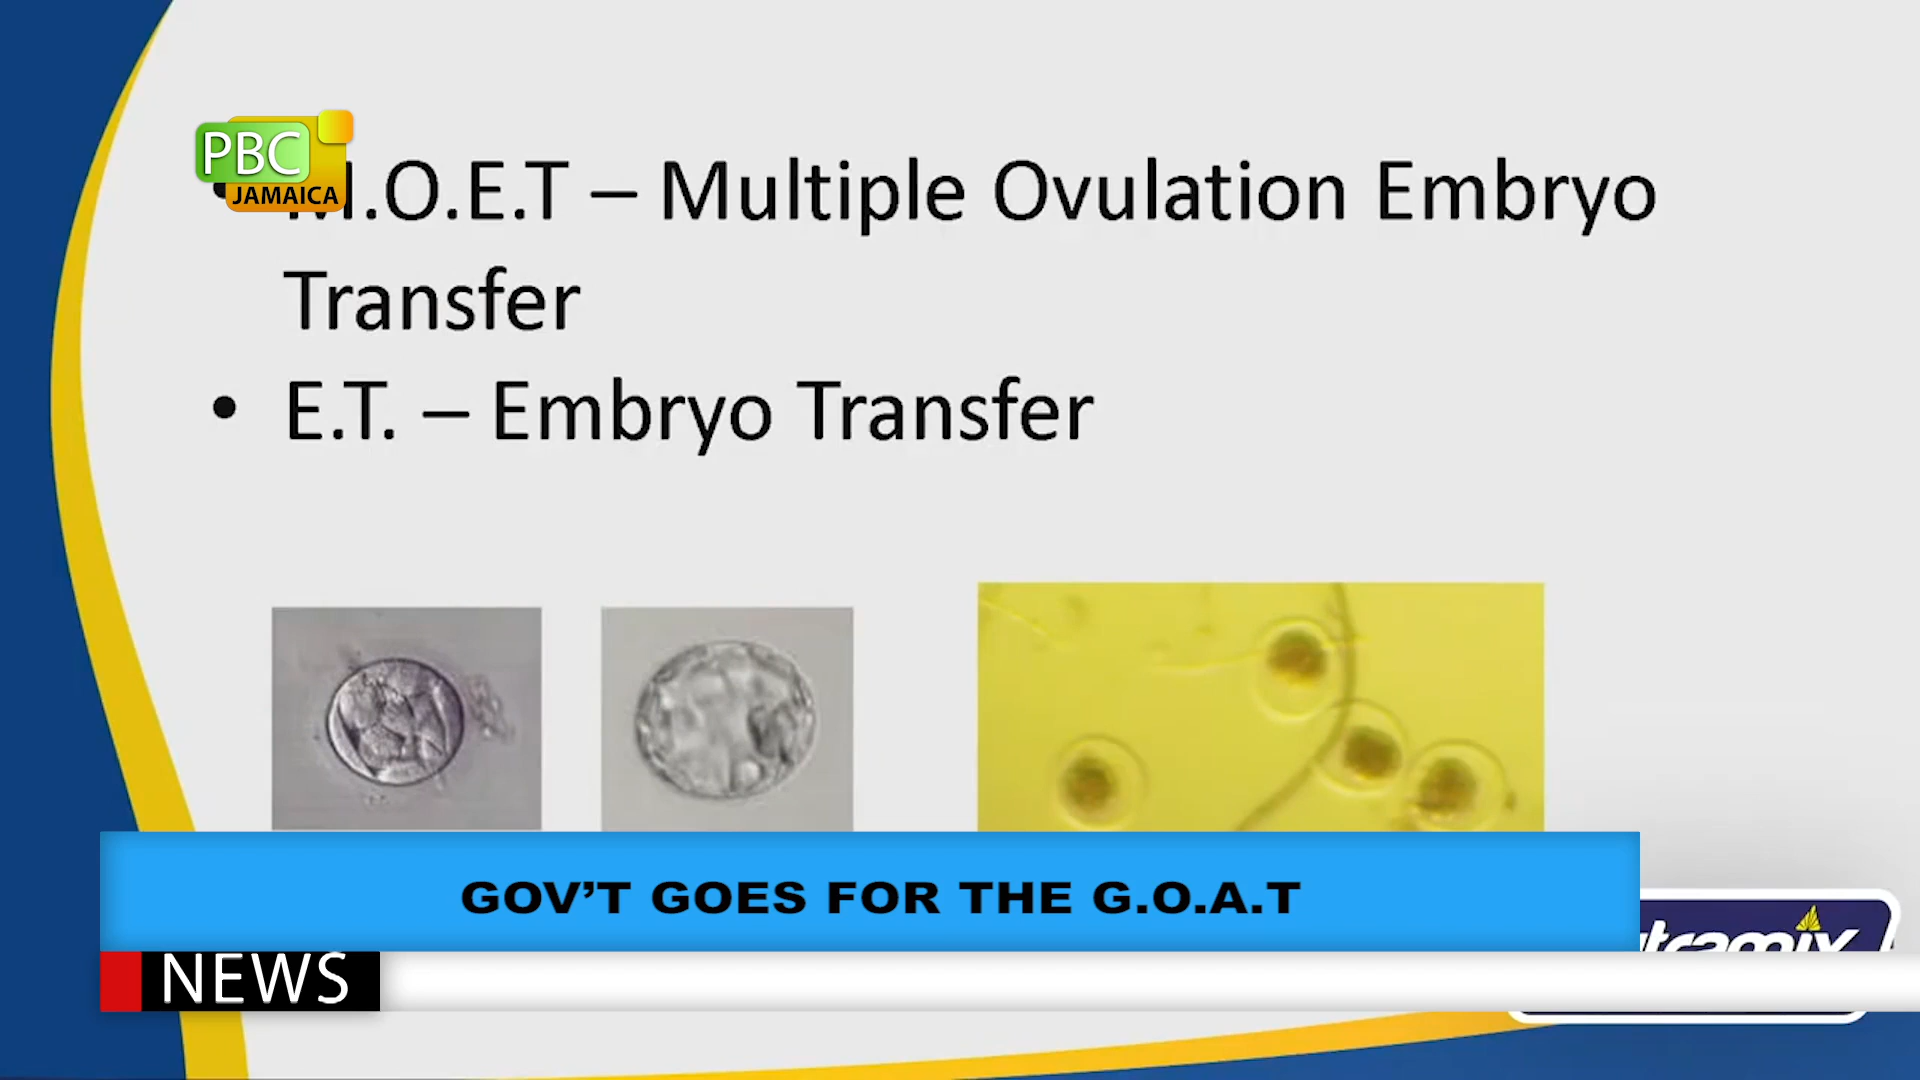 PBC
JAMAICA
.O.E.T – Multiple Ovulation Embryo
Transfer
• E.T. – Embryo Transfer
GOV’T GOES FOR THE G.O.A.T
NEWS